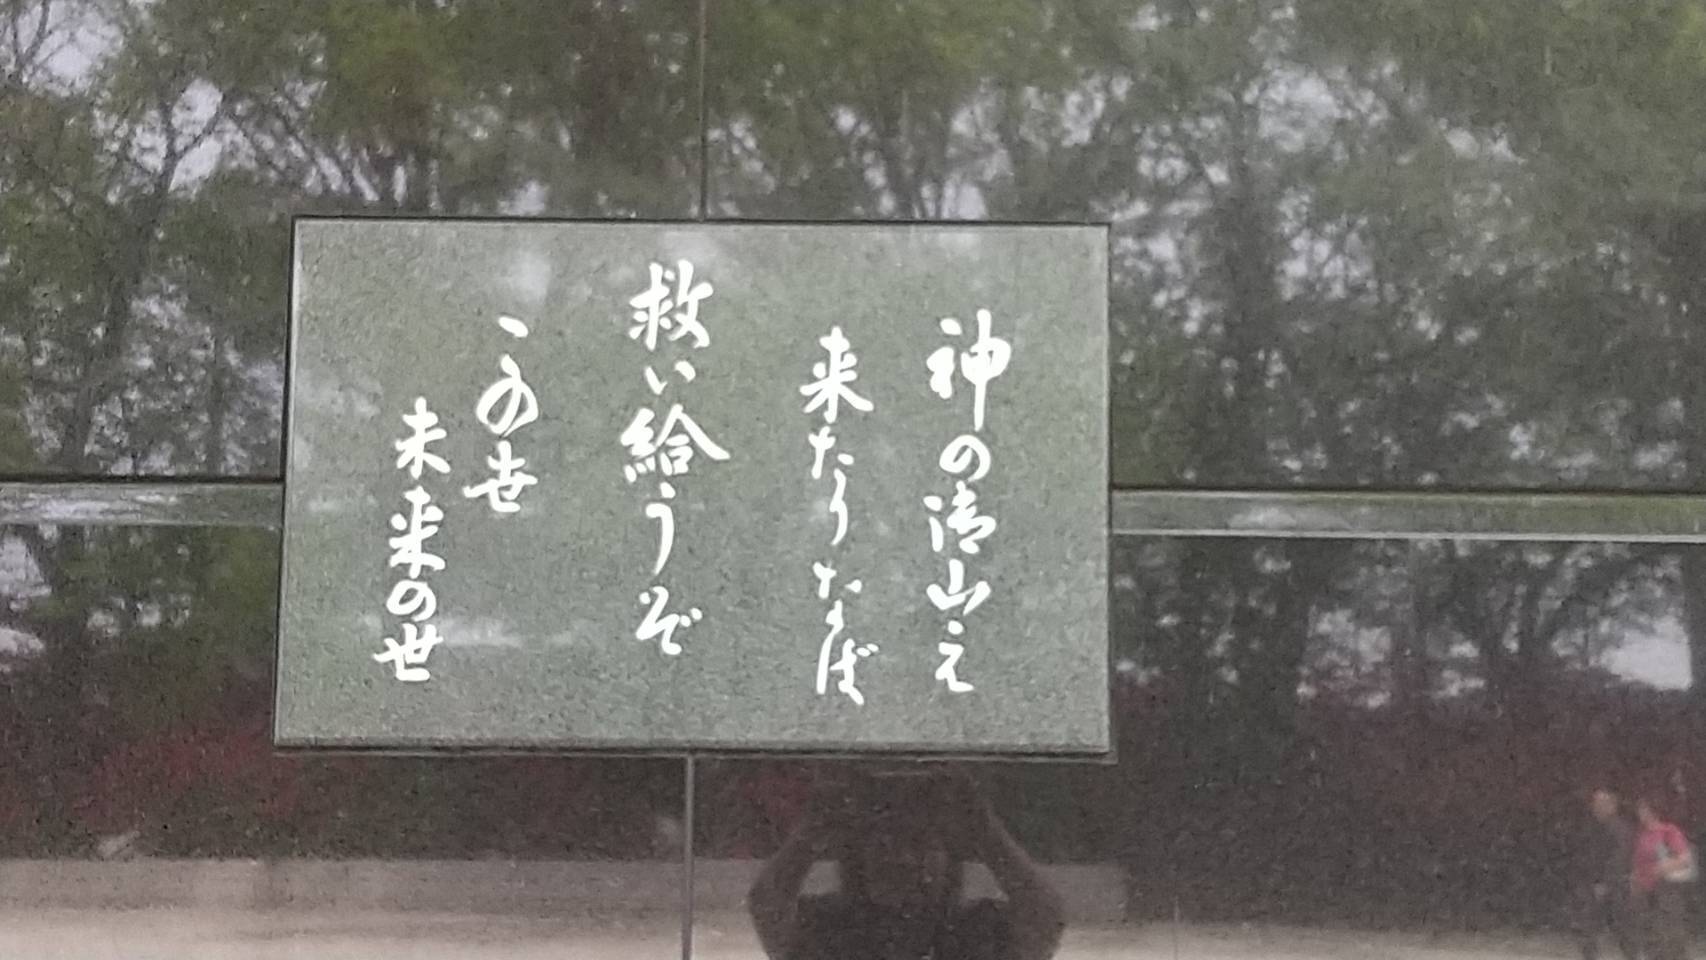 神の清山え
来たりなば
救い給うぞ
この世
未来の世